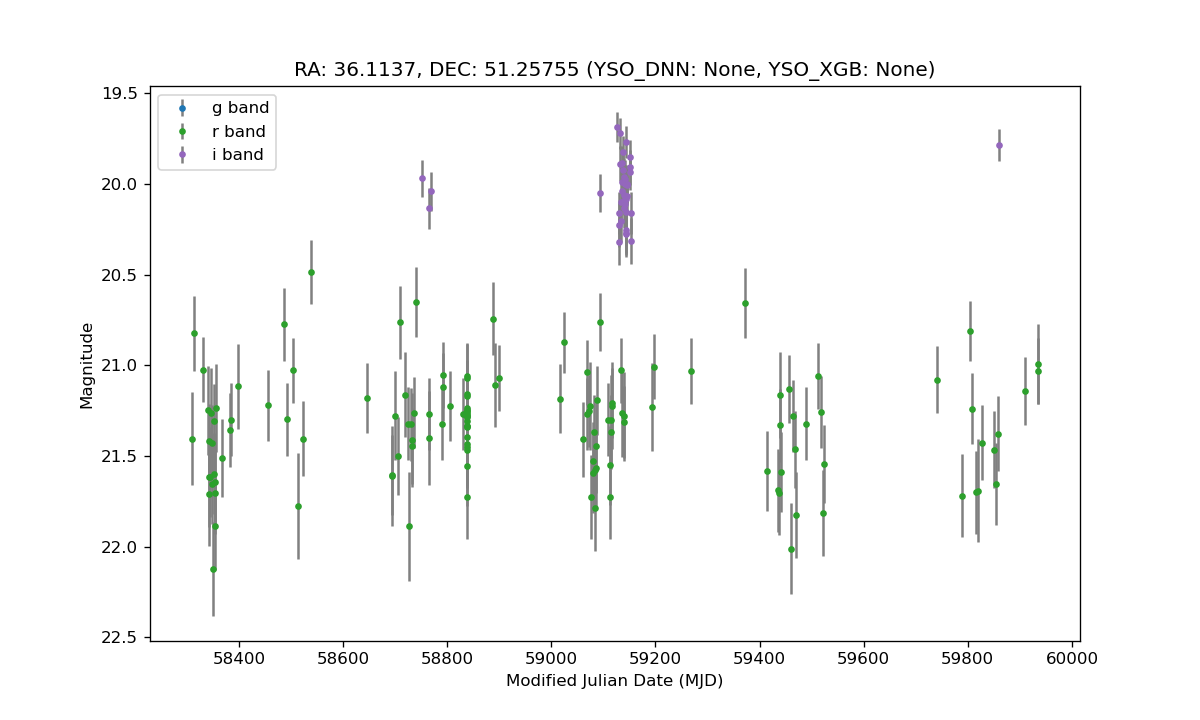 RA: 36.1137, DEC: 51.25755 (YSO_DNN: None, YSO_XGB: None)
g band
r band
i band
19.5
20.0
20.5
21.0
21.5
22.0
22.5
Magnitude
58400 58600 58800 59000 59200 59400 59600 59800 60000
Modified Julian Date (MJD)